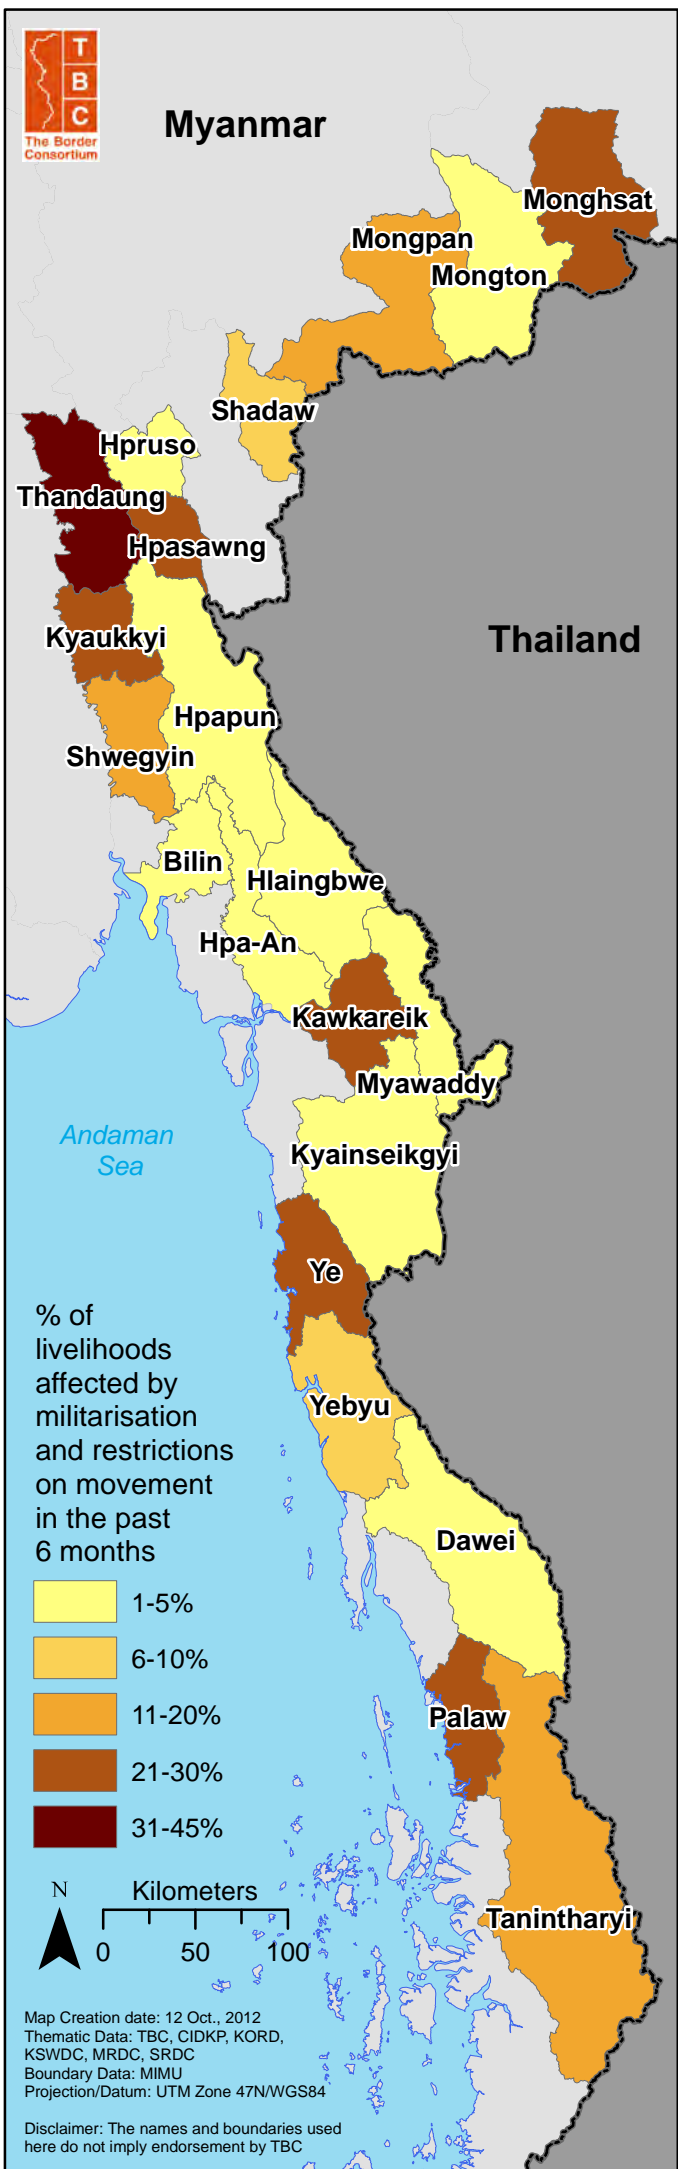 T
B
C
The Border
Consortium
Myanmar
Monghsat
Mongpan
Mongton
Shadaw
Hpruso
Thandaung
Hpasawng
Kyaukkyi
Thailand
Hpapun
Shwegyin
Bilin
Hlaingbwe
Hpa-An
Kawkareik
Myawaddy
Andaman
Sea
Kyainseikgyi
Ye
% of
livelihoods
affected by
militarisation
and restrictions
on movement
in the past
6 months
Yebyu
Dawei
1-5%
6-10%
11-20%
21-30%
31-45%
Palaw
Tanintharyi
N
Kilometers
0 50 100
Map Creation date: 12 Oct., 2012
Thematic Data: TBC, CIDKP, KORD,
KSWDC, MRDC, SRDC
Boundary Data: MIMU
Projection/Datum: UTM Zone 47N/WGS84
Disclaimer: The names and boundaries used
here do not imply endorsement by TBC